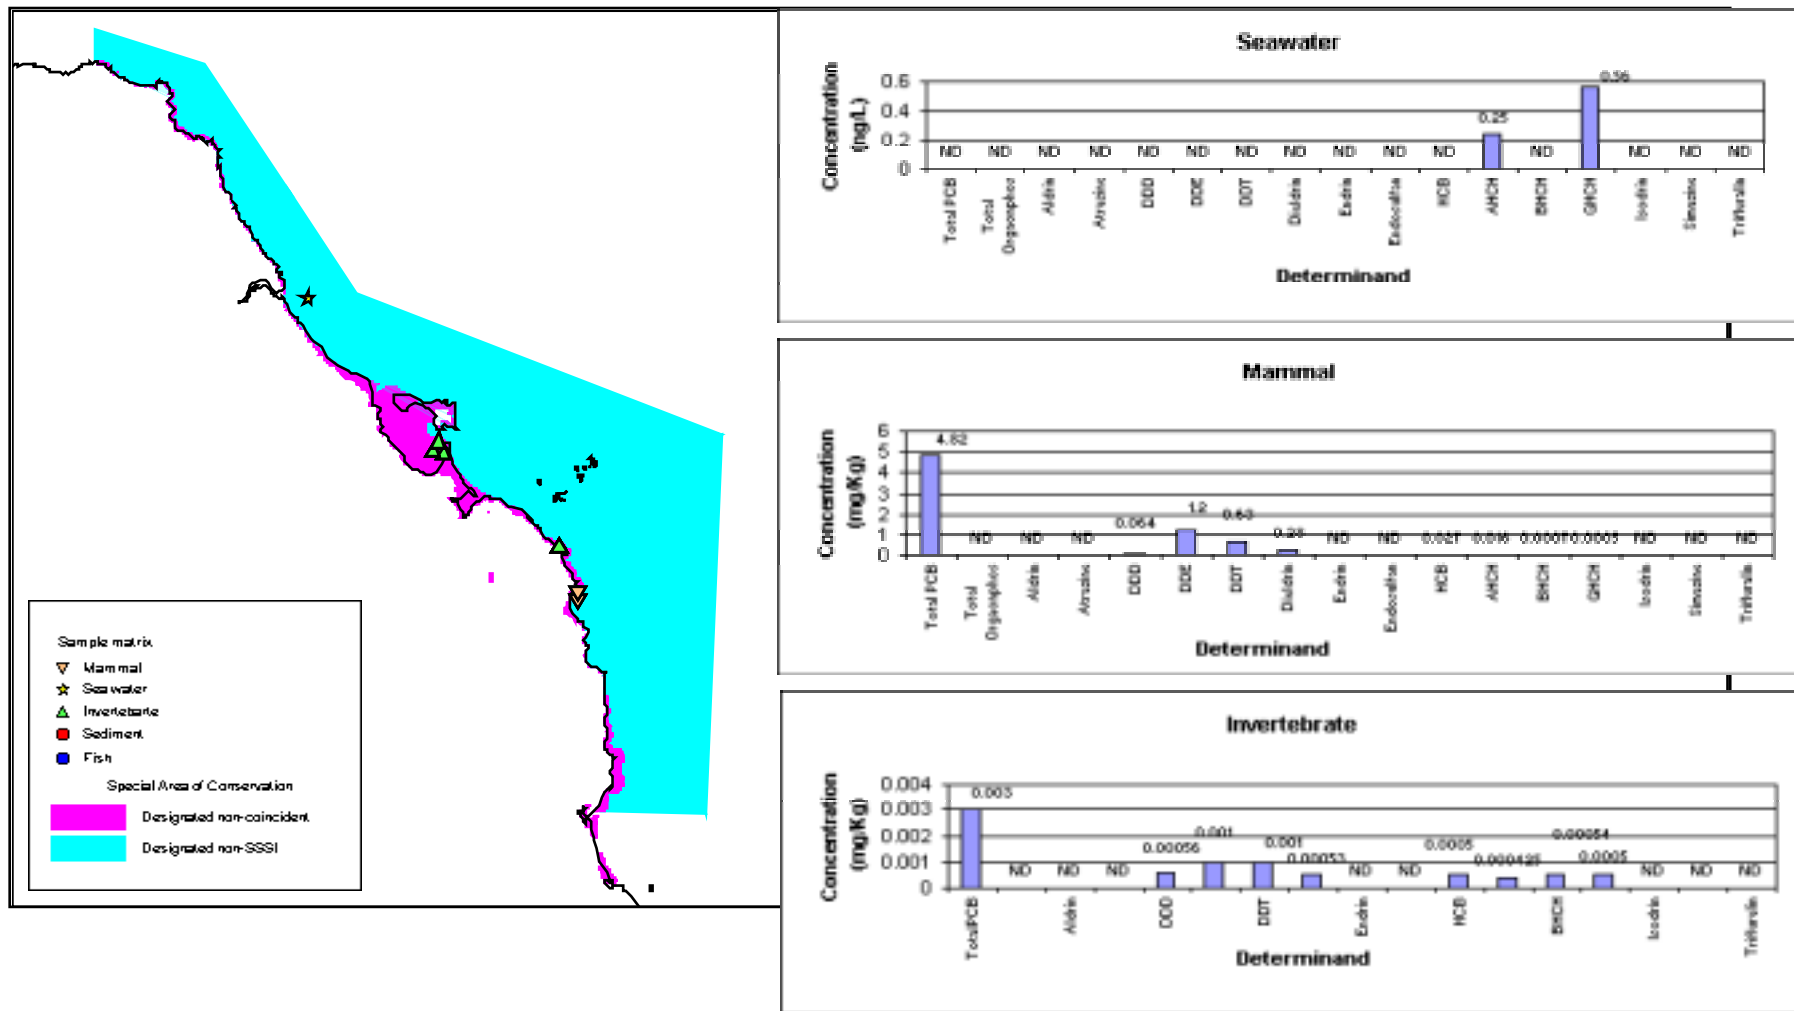 Sample matrix
Mammal
Seawater
Invertebarte
Sediment
Fish
Special Area of Conservation
Designated non-coincident
Designated non-SSSI
Seawater
Concentration
(ng/L)
0.6
0.4
0.2
0
ND ND ND ND ND ND ND ND ND ND ND 0.25 ND 0.56 ND ND ND
Total PCB
Total
Organophos
Aldrin
Atrazine
DDD
DDE
DDT
Dieldrin
Endrin
Endosulfan
HCB
AHCH
BHCH
GHCH
Isodrin
Simazine
Trifluralin
Determinand
Mammal
Concentration
(mg/Kg)
6
5
4
3
2
1
0
4.82 ND ND ND 0.064 1.2 0.63 0.28 ND ND 0.027 0.016 0.0007 0.0005 ND ND ND
Total PCB
Total
Organophos
Aldrin
Atrazine
DDD
DDE
DDT
Dieldrin
Endrin
Endosulfan
HCB
AHCH
BHCH
GHCH
Isodrin
Simazine
Trifluralin
Determinand
Invertebrate
Concentration
(mg/Kg)
0.004
0.003
0.002
0.001
0
0.003 ND ND ND 0.00056 0.001 0.001 0.00053 ND ND 0.0005 0.000425 0.00054 0.0005 ND ND ND
Total PCB
Aldrin
DDD
DDT
Endrin
HCB
BHCH
Isodrin
Trifluralin
Determinand